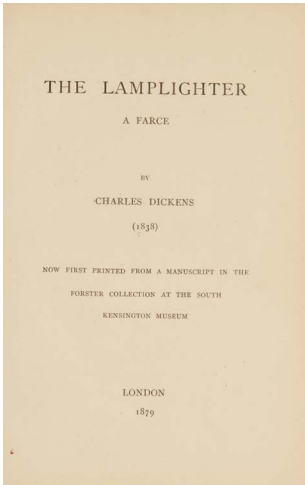 THE LAMPLIGHTER
A FARCE
BY
CHARLES DICKENS
(1838)
NOW FIRST PRINTED FROM A MANUSCRIPT IN THE
FORSTER COLLECTION AT THE SOUTH
KENSINGTON MUSEUM
LONDON
1879